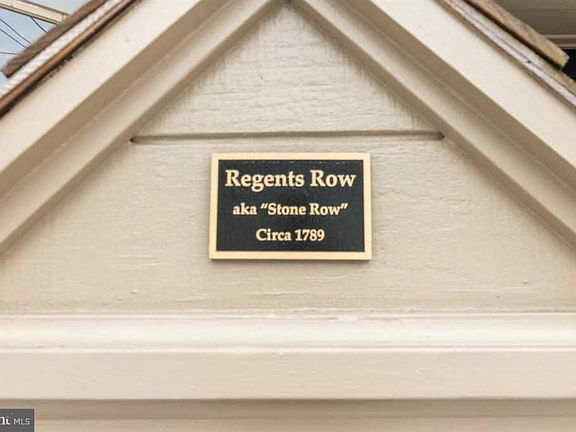 Regents Row
aka “Stone Row”
Circa 1789
MLS